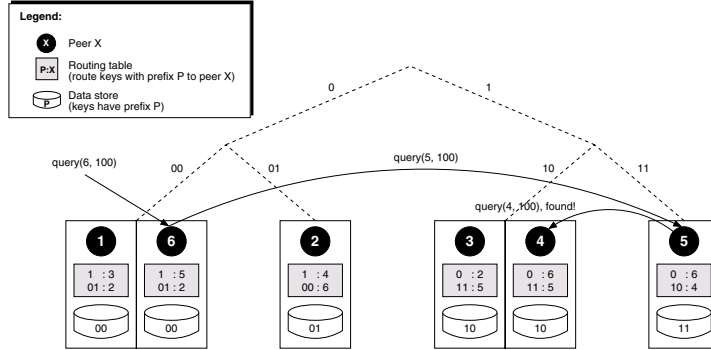 Legend:
X
Peer X
P:X
Routing table
(route keys with prefix P to peer X)
P
Data store
(keys have prefix P)
0
1
query(6, 100)
00
01
query(5, 100)
10
11
query(4, 100), found!
1
6
2
3
4
5
1 : 3
01 : 2
1 : 5
01 : 2
1 : 4
00 : 6
0 : 2
11 : 5
0 : 6
11 : 5
0 : 6
10 : 4
00
00
01
10
10
11